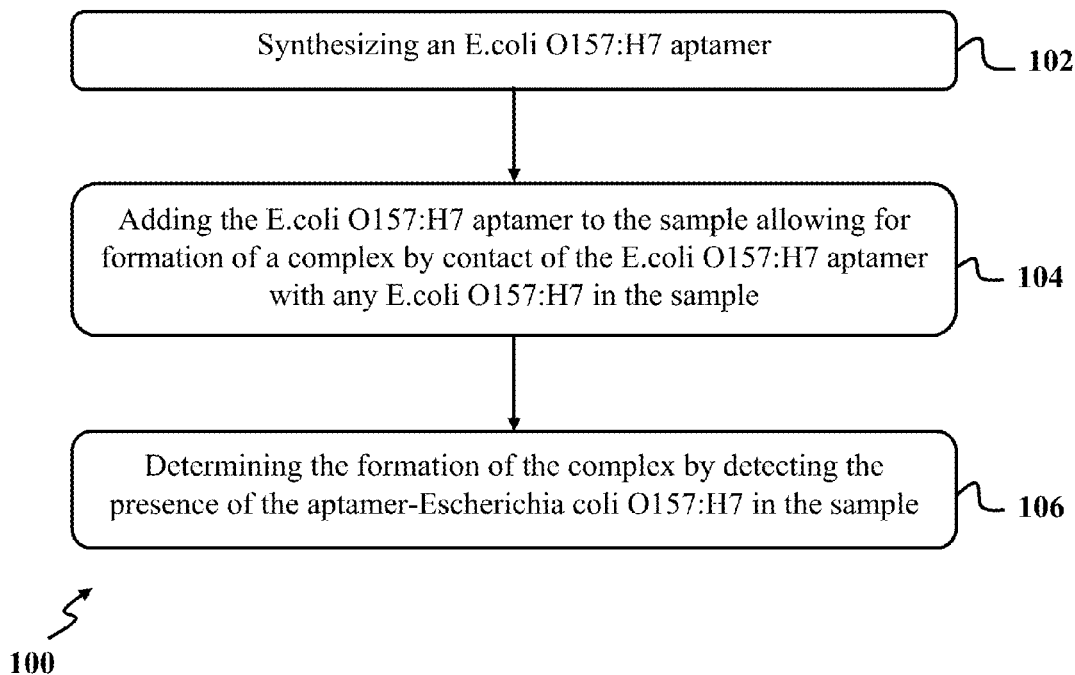 Synthesizing an E.coli O157:H7 aptamer
102
Adding the E.coli O157:H7 aptamer to the sample allowing for
formation of a complex by contact of the E.coli O157:H7 aptamer
with any E.coli O157:H7 in the sample
104
Determining the formation of the complex by detecting the
presence of the aptamer-Escherichia coli O157:H7 in the sample
106
100